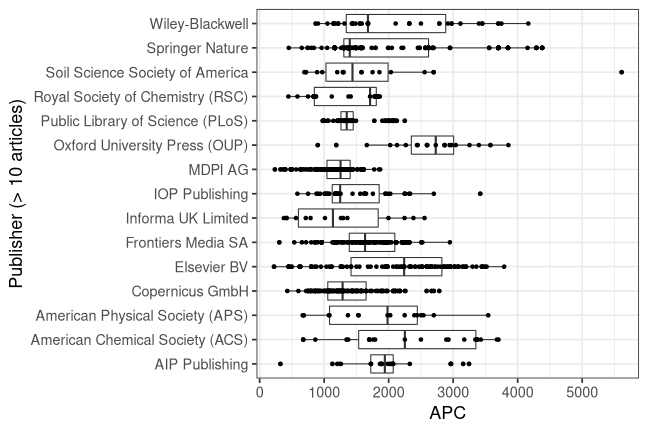 Publisher (> 10 articles)
Wiley-Blackwell
Springer Nature
Soil Science Society of America
Royal Society of Chemistry (RSC)
Public Library of Science (PLoS)
Oxford University Press (OUP)
MDPI AG
IOP Publishing
Informa UK Limited
Frontiers Media SA
Elsevier BV
Copernicus GmbH
American Physical Society (APS)
American Chemical Society (ACS)
AIP Publishing
0 1000 2000 3000 4000 5000
APC